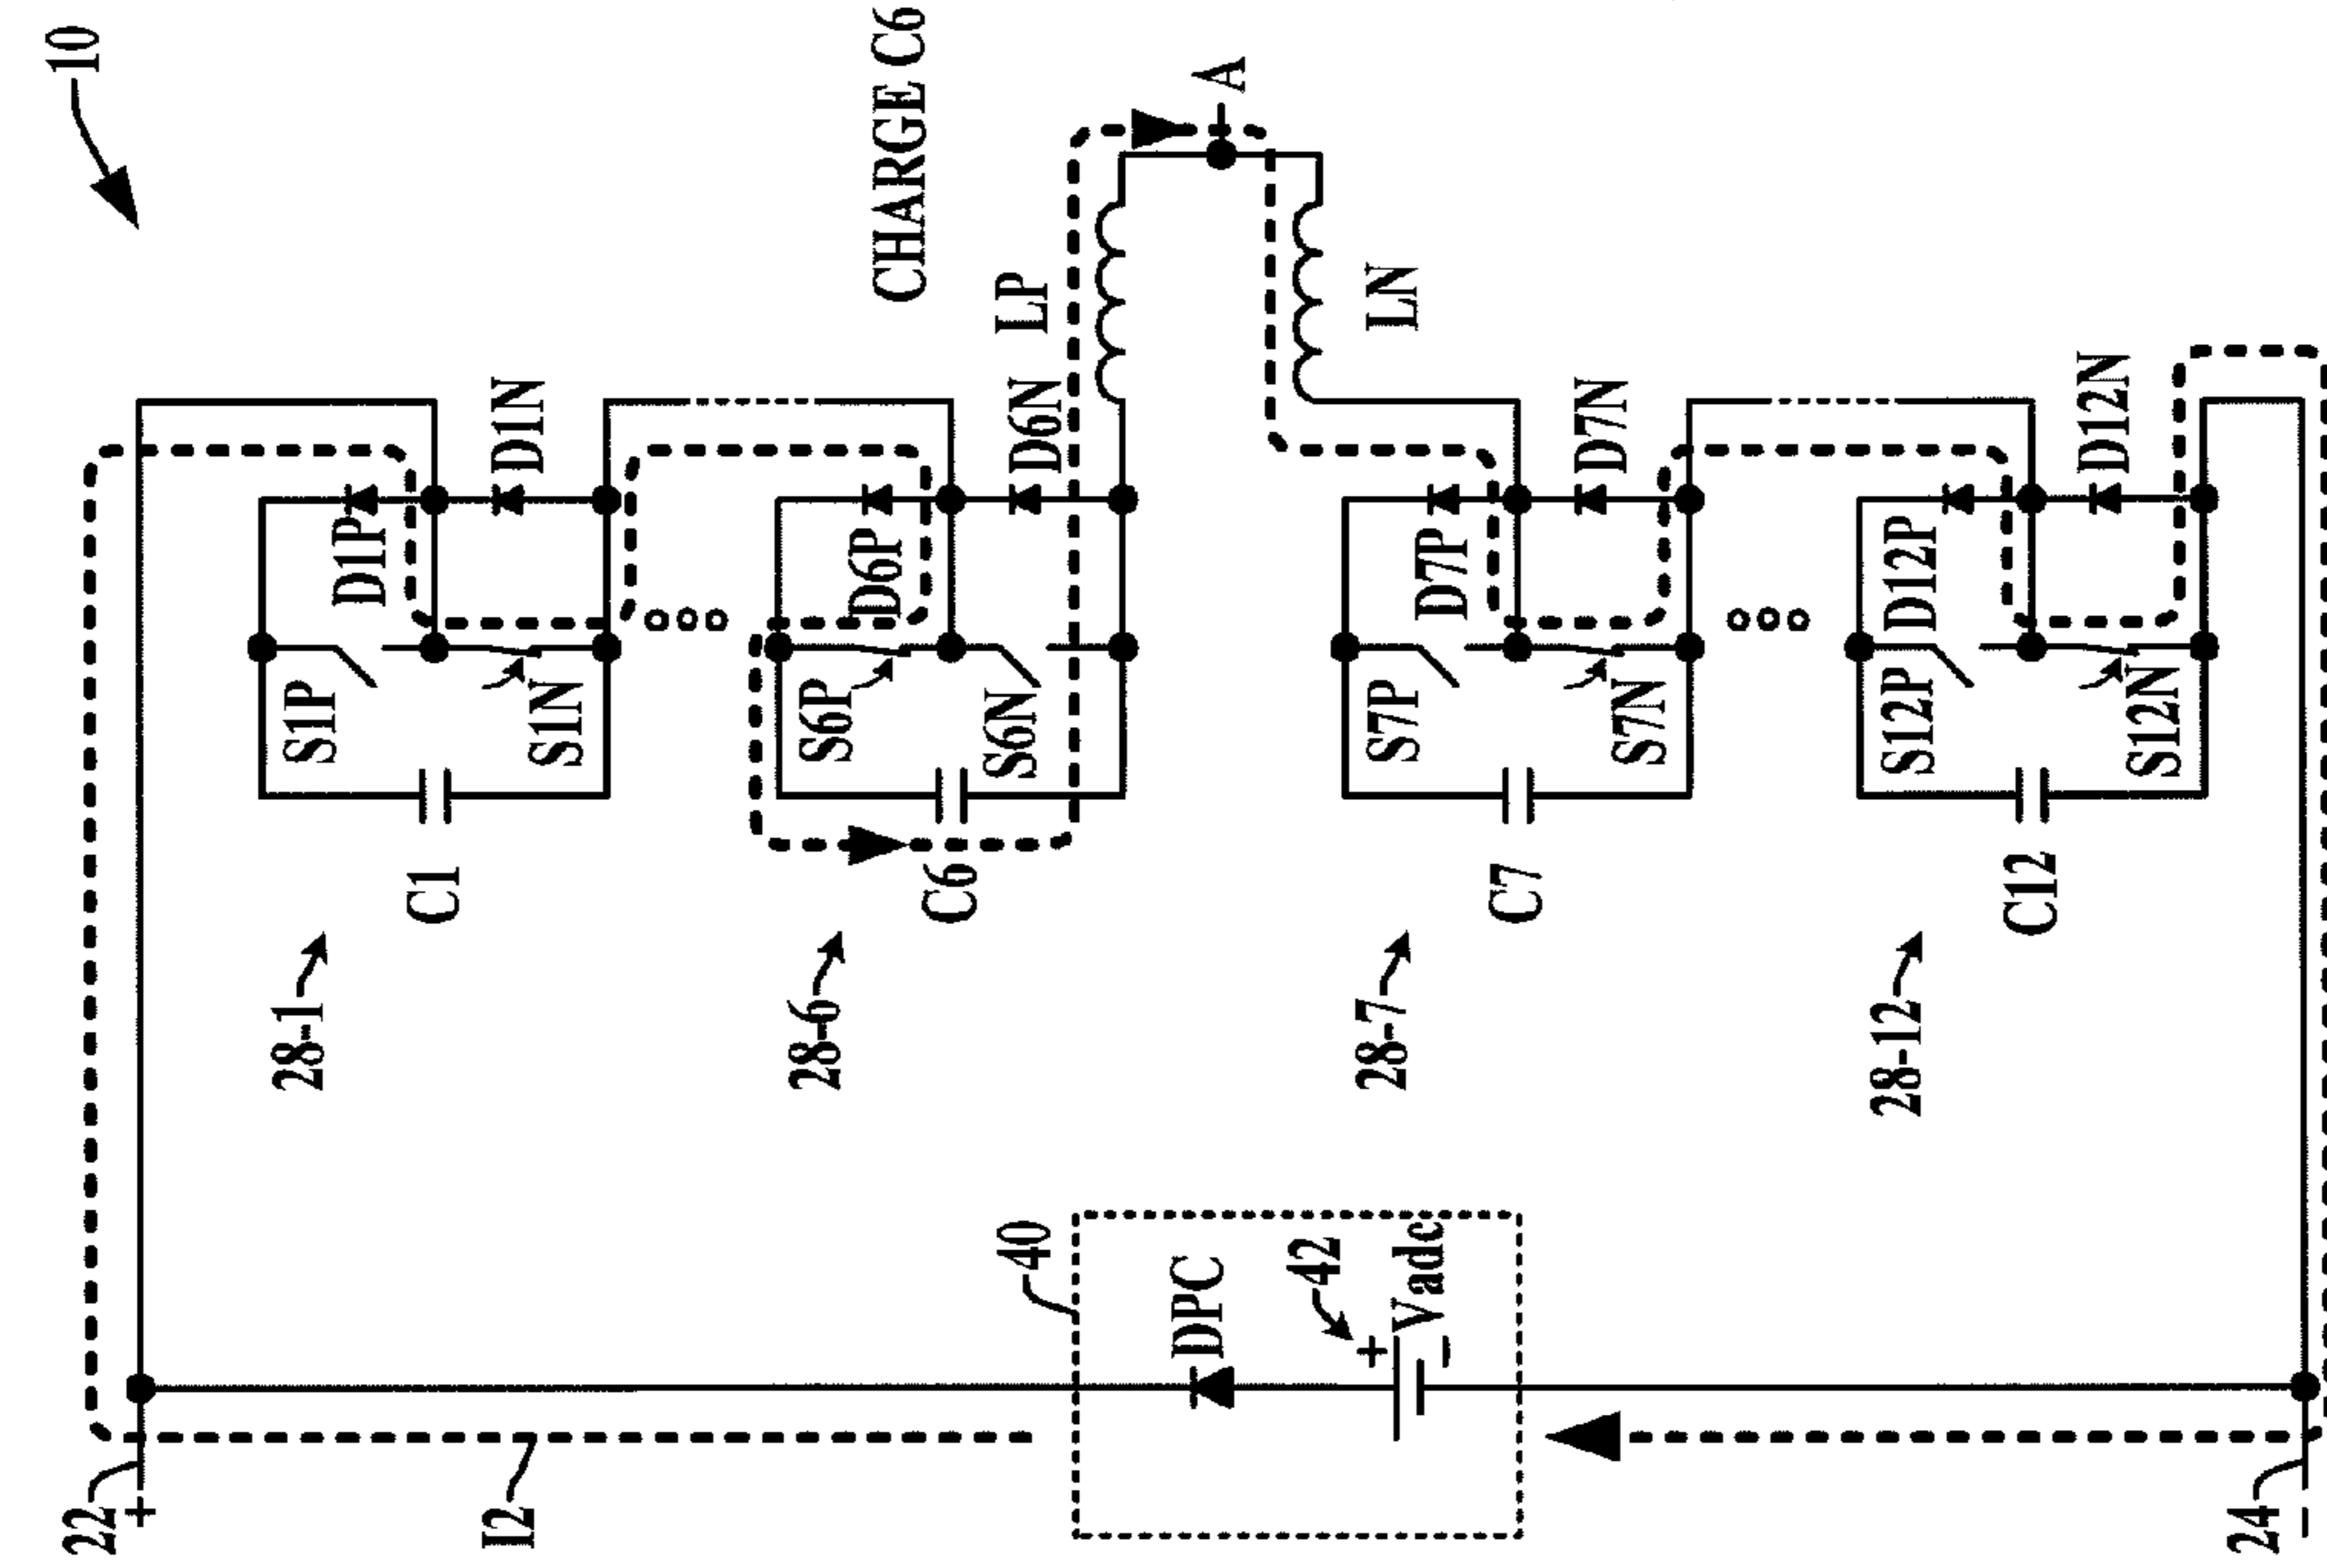 10
CHARGE C6
A
LP
LN
D1N
D6N
D7N
D12N
D1P
D6P
D7P
D12P
S1P
S1N
S6P
S6N
S7P
S7N
S12P
S12N
C1
C6
C7
C12
28-1
28-6
28-7
28-12
40
DPC
42
+
Vadc
−
22
+
I2
24
−